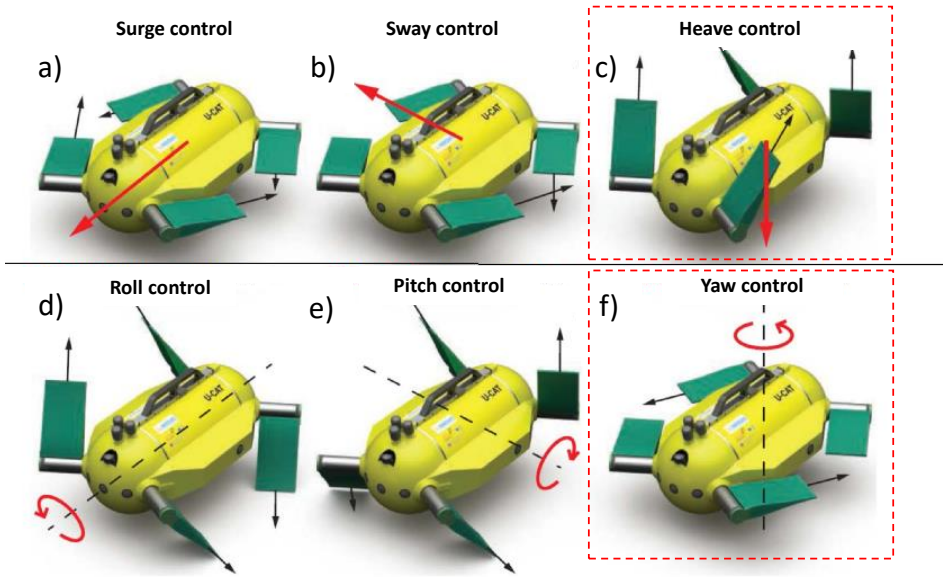 Surge control
Sway control
Heave control
a)
b)
c)
U-CAT
U-CAT
U-CAT
Roll control
Pitch control
Yaw control
d)
e)
f)
U-CAT
U-CAT
U-CAT